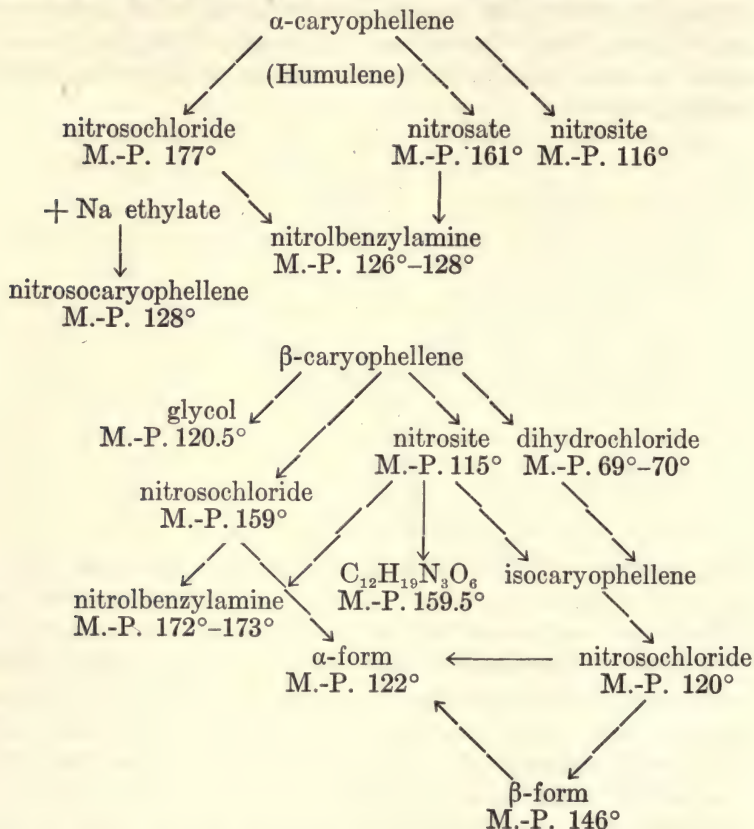 α-caryophellene
(Humulene)
nitrosochloride nitrosate nitrosite
M.-P. 177° M.-P. 161° M.-P. 116°
+ Na ethylate
nitrolbenzylamine
M.-P. 126°–128°
nitrosocaryophellene
M.-P. 128°
β-caryophellene
glycol
M.-P. 120.5°
nitrosite dihydrochloride
M.-P. 115° M.-P. 69°–70°
nitrosochloride
M.-P. 159°
C₁₂H₁₉N₃O₆ isocaryophellene
M.-P. 159.5°
nitrolbenzylamine
M.-P. 172°–173°
α-form nitrosochloride
M.-P. 122° M.-P. 120°
β-form
M.-P. 146°